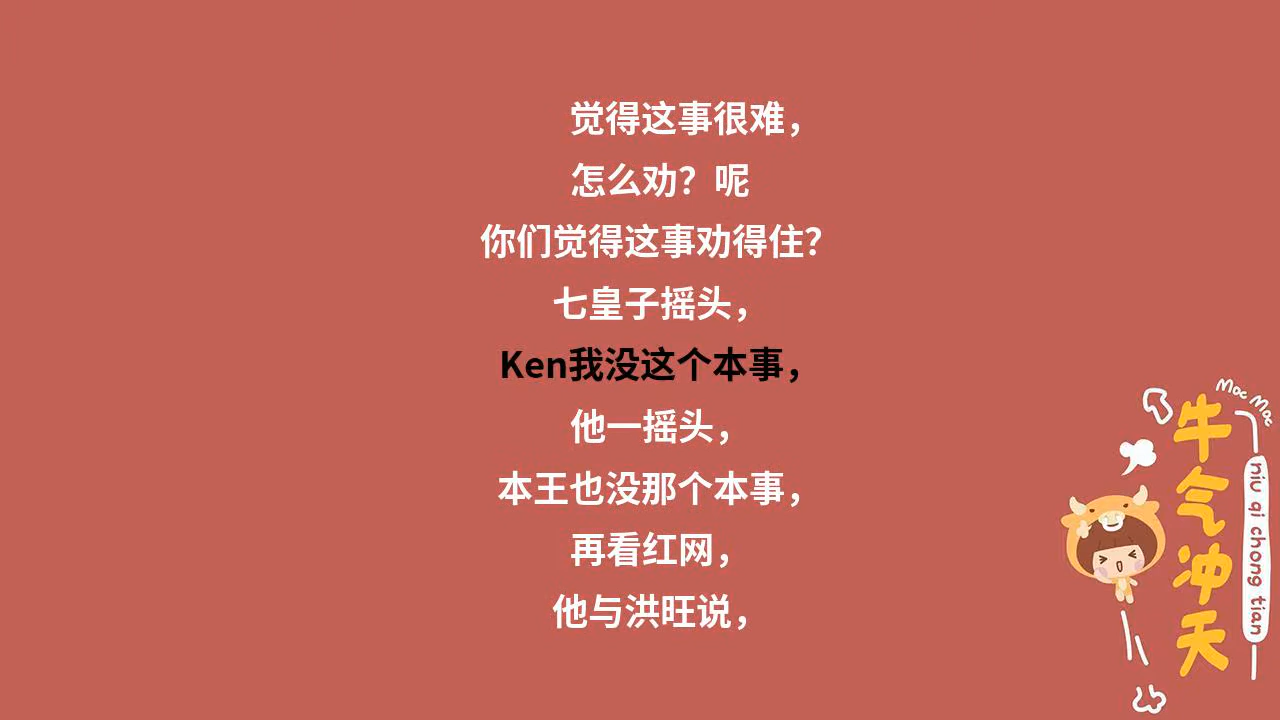 觉得这事很难，
怎么劝？呢
你们觉得这事劝得住？
七皇子摇头，
Ken我没这个本事，
他一摇头，
本王也没那个本事，
再看红网，
他与洪旺说，
Moc Moc
牛气冲天
niu qi chong tian